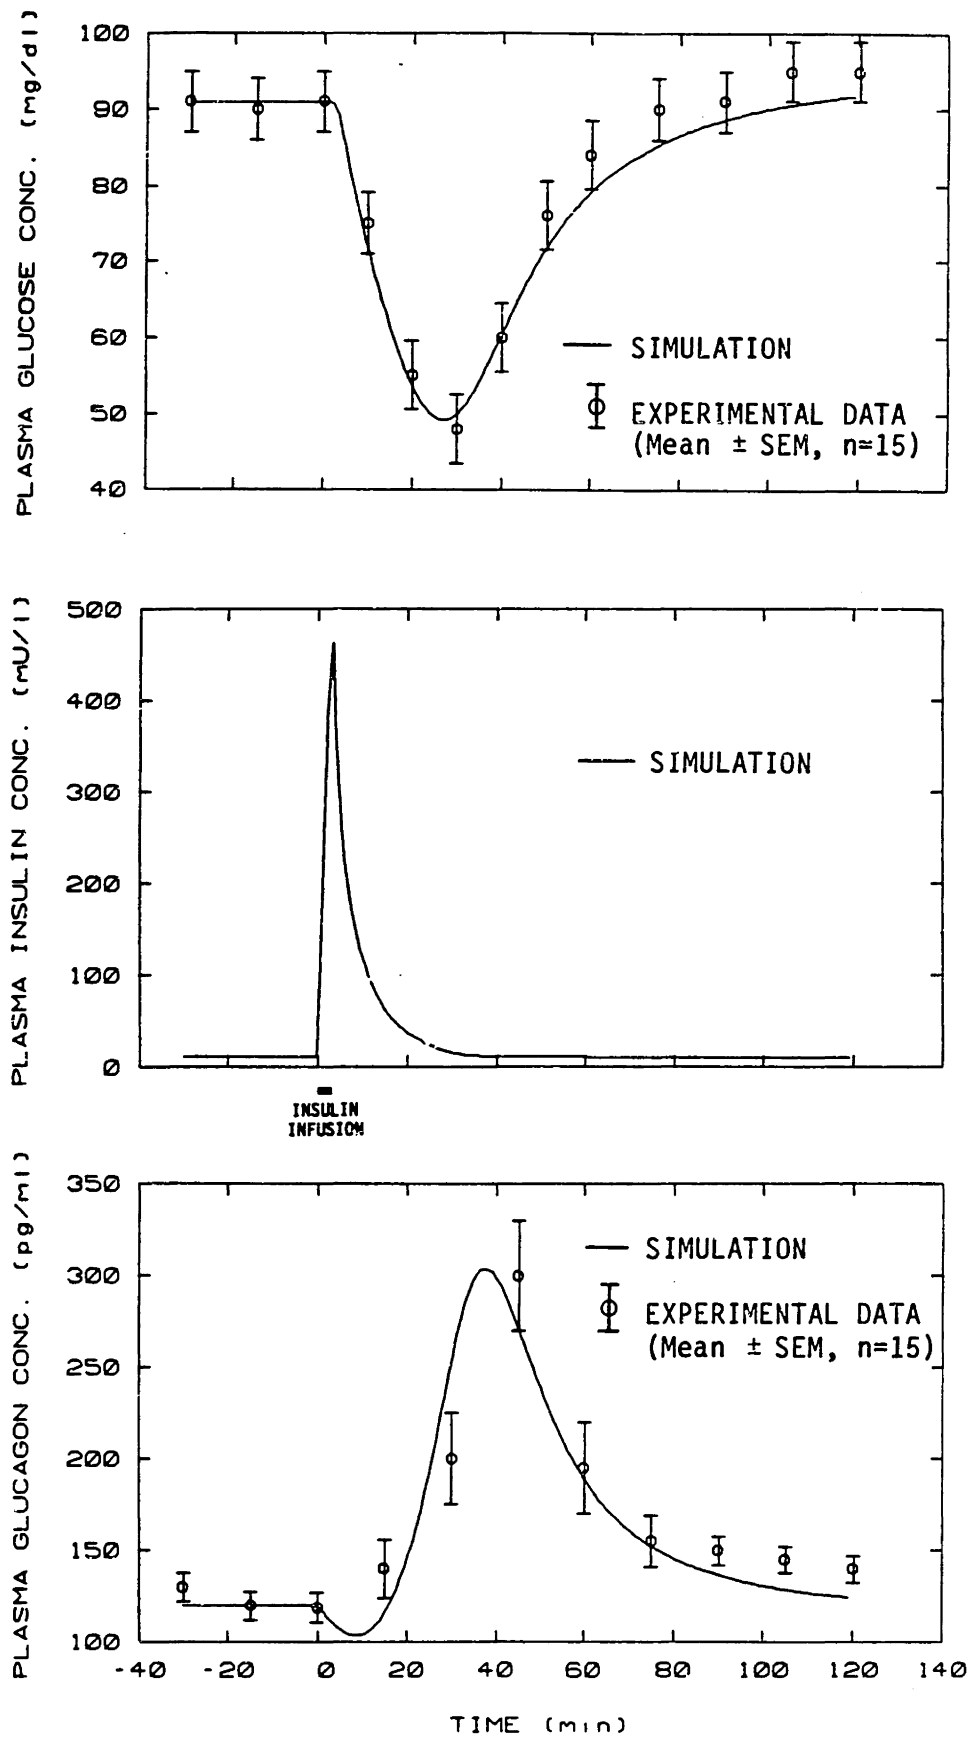 PLASMA GLUCOSE CONC. (mg/dl)
100
90
80
70
60
50
40
SIMULATION
EXPERIMENTAL DATA
(Mean ± SEM, n=15)
PLASMA INSULIN CONC. (mU/l)
500
400
300
200
100
0
SIMULATION
INSULIN
INFUSION
PLASMA GLUCAGON CONC. (pg/ml)
350
300
250
200
150
100
SIMULATION
EXPERIMENTAL DATA
(Mean ± SEM, n=15)
-40 -20 0 20 40 60 80 100 120 140
TIME (min)